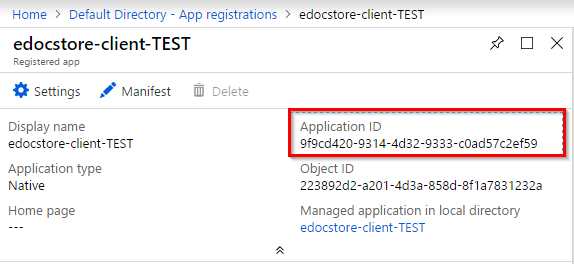 Home > Default Directory - App registrations > edocstore-client-TEST
edocstore-client-TEST
Registered app
Settings Manifest Delete
Display name
edocstore-client-TEST
Application ID
9f9cd420-9314-4d32-9333-c0ad57c2ef59
Application type
Native
Object ID
223892d2-a201-4d3a-858d-8f1a7831232a
Home page
---
Managed application in local directory
edocstore-client-TEST